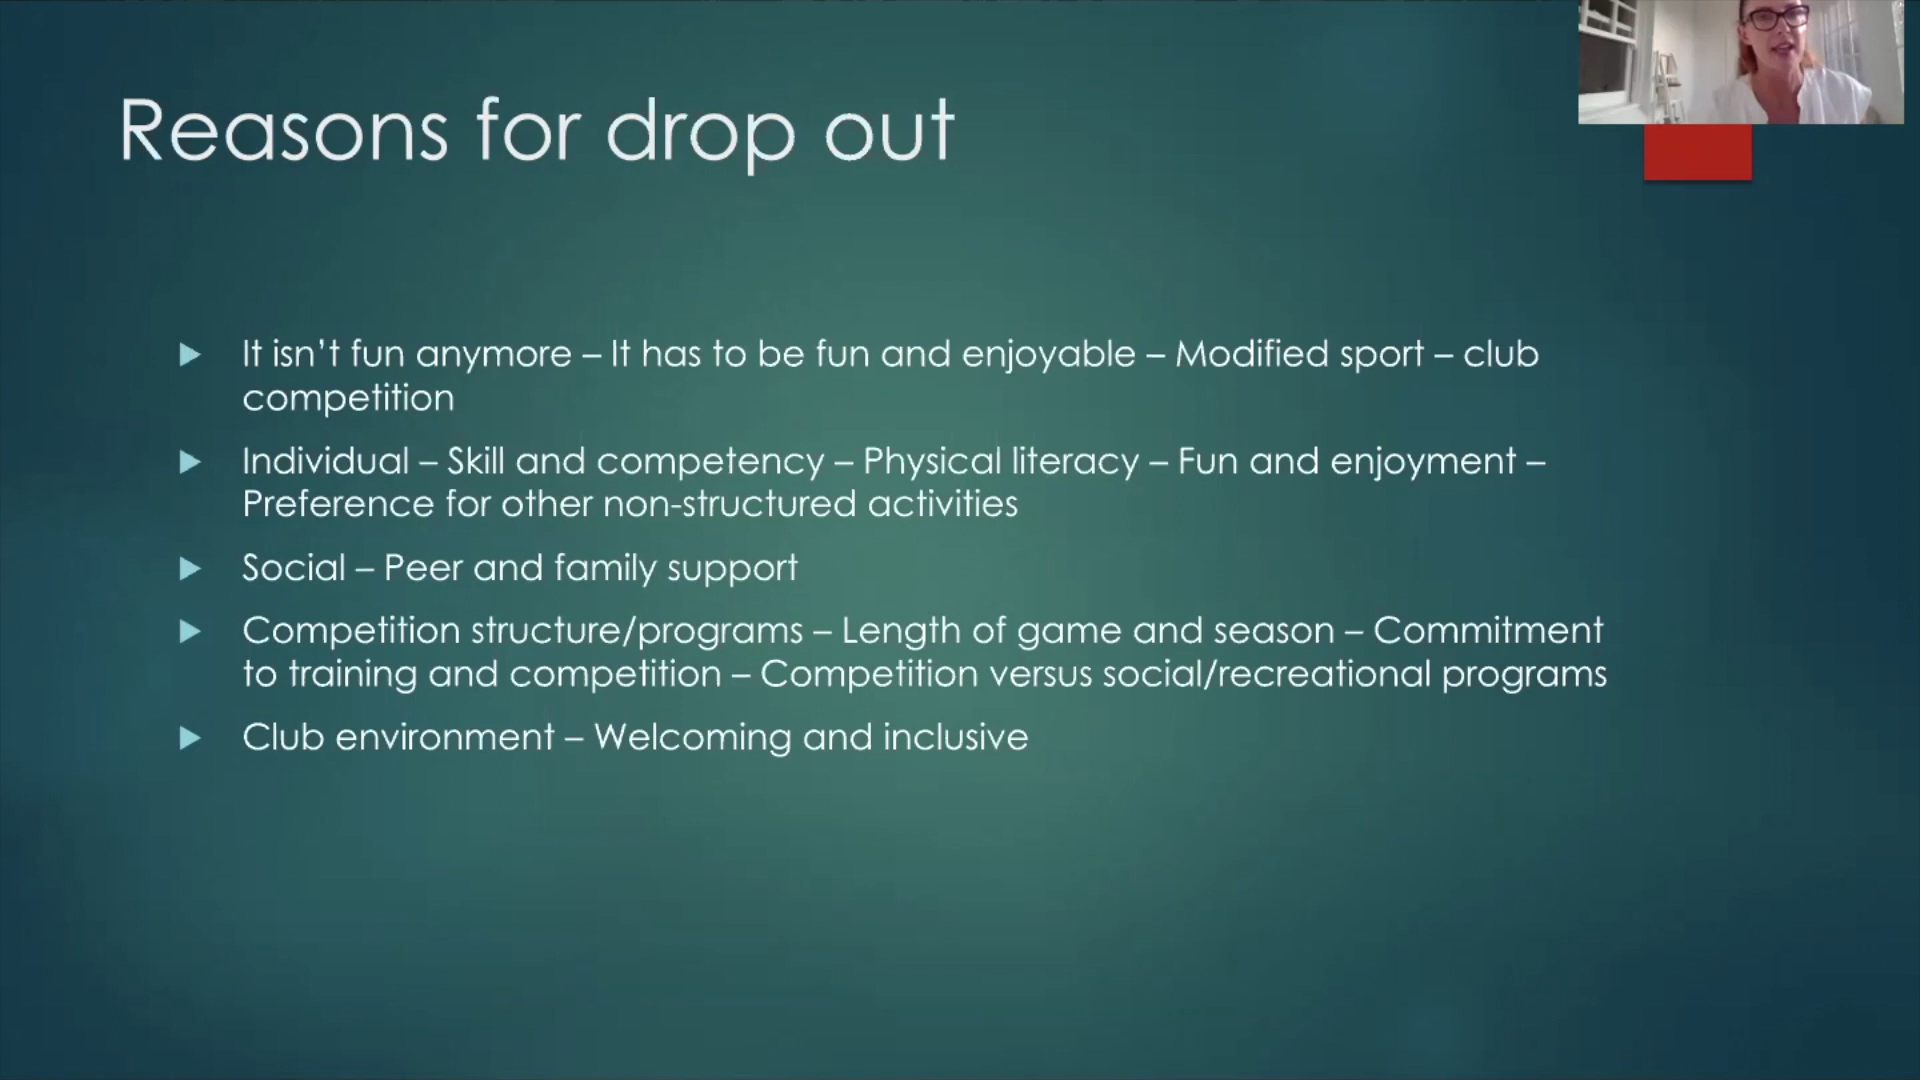 Reasons for drop out
It isn’t fun anymore – It has to be fun and enjoyable – Modified sport – club
competition
Individual – Skill and competency – Physical literacy – Fun and enjoyment –
Preference for other non-structured activities
Social – Peer and family support
Competition structure/programs – Length of game and season – Commitment
to training and competition – Competition versus social/recreational programs
Club environment – Welcoming and inclusive